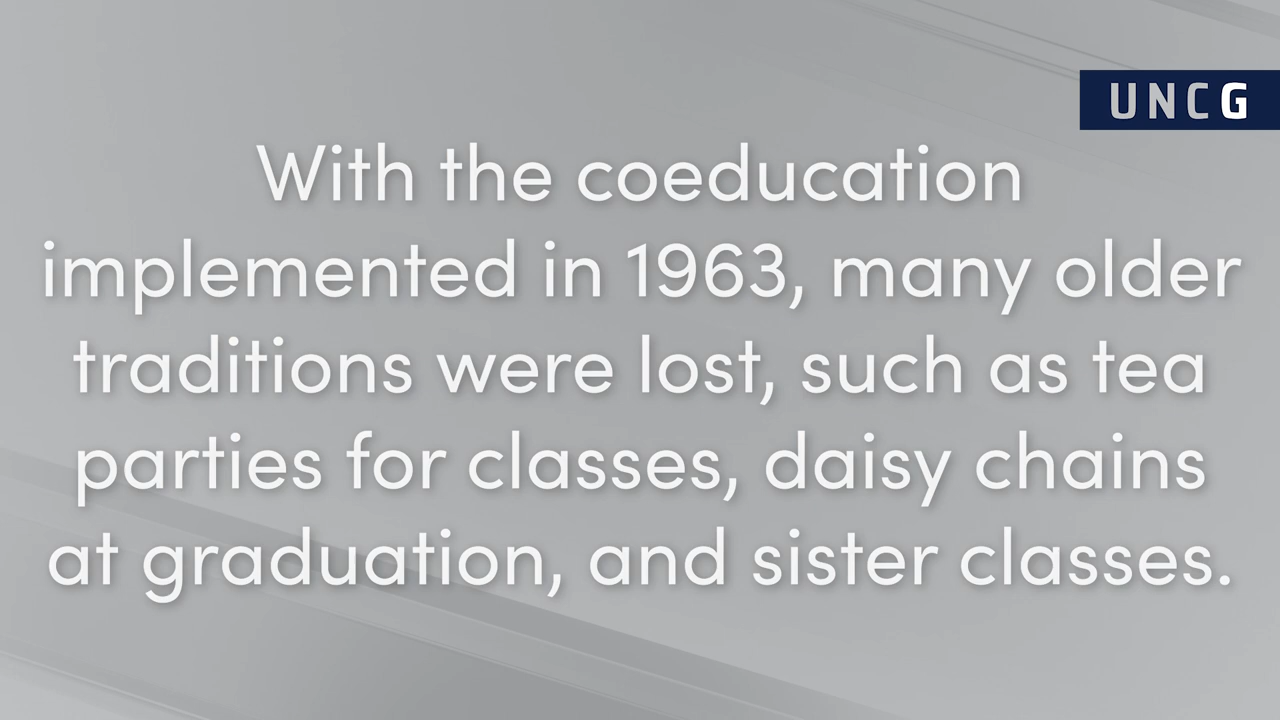 UNCG
With the coeducation
implemented in 1963, many older
traditions were lost, such as tea
parties for classes, daisy chains
at graduation, and sister classes.